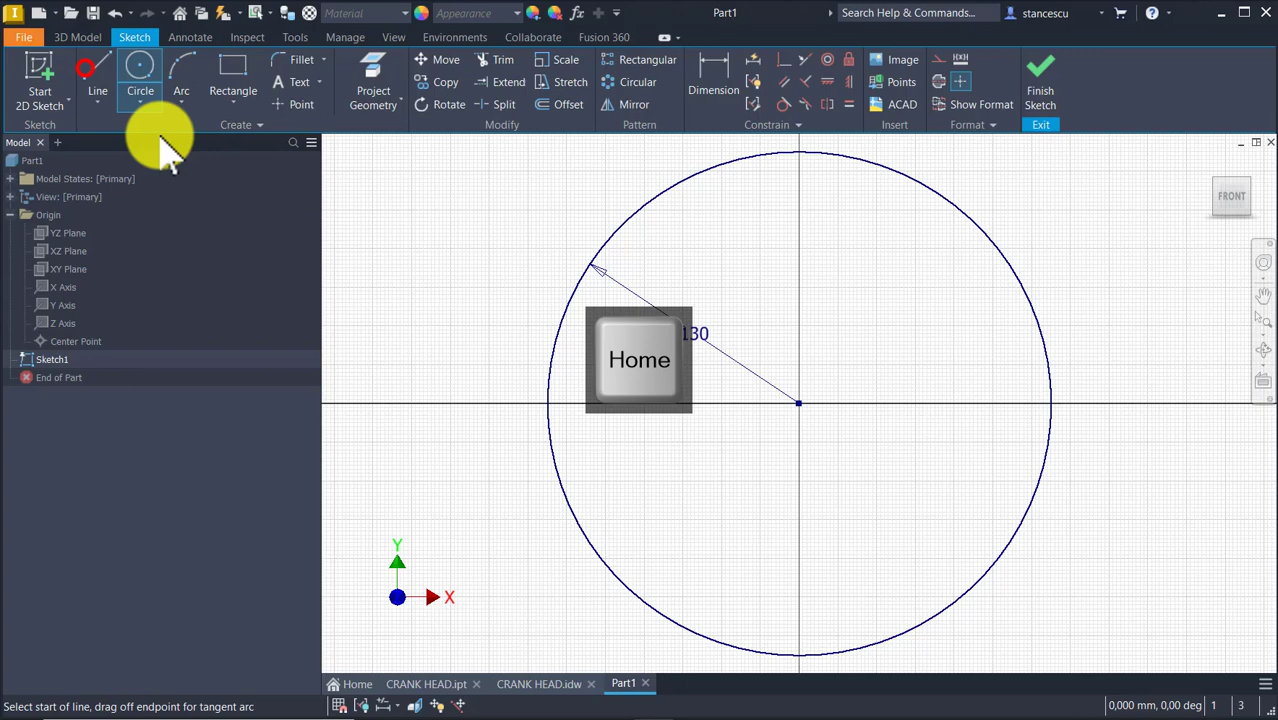 Material
Appearance
fx
Part1
Search Help & Commands...
stancescu
File
3D Model
Sketch
Annotate
Inspect
Tools
Manage
View
Environments
Collaborate
Fusion 360
Start
2D Sketch
Line
Circle
Arc
Rectangle
Fillet
Text
Point
Project
Geometry
Move
Copy
Rotate
Trim
Extend
Split
Scale
Stretch
Offset
Rectangular
Circular
Mirror
Dimension
Image
Points
ACAD
Show Format
Finish
Sketch
Sketch
Create
Modify
Pattern
Constrain
Insert
Format
Exit
Model
Part1
Model States: [Primary]
View: [Primary]
Origin
YZ Plane
XZ Plane
XY Plane
X Axis
Y Axis
Z Axis
Center Point
Sketch1
End of Part
FRONT
130
Home
Y
X
Home
CRANK HEAD.ipt
CRANK HEAD.idw
Part1
Select start of line, drag off endpoint for tangent arc
0,000 mm, 0,00 deg
1
3